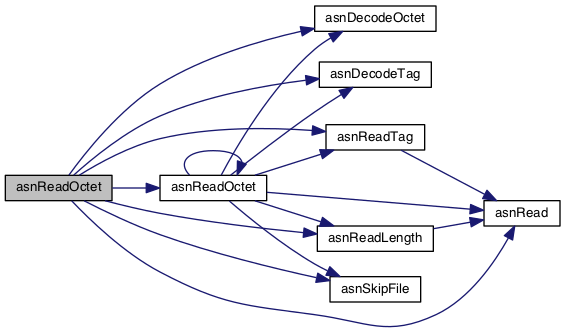 asnDecodeOctet
asnDecodeTag
asnReadTag
asnReadOctet
asnReadOctet
asnRead
asnReadLength
asnSkipFile